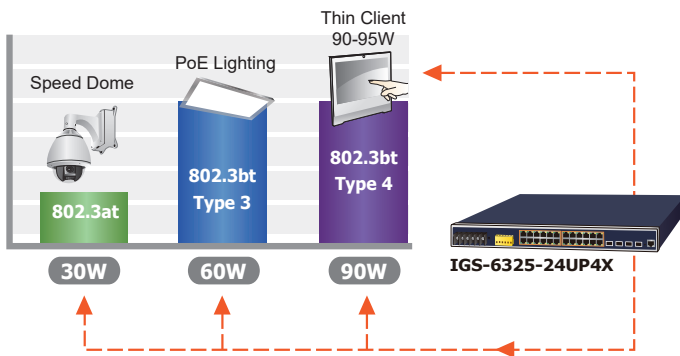 Thin Client
90-95W
PoE Lighting
Speed Dome
802.3at
802.3bt
Type 3
802.3bt
Type 4
30W
60W
90W
IGS-6325-24UP4X